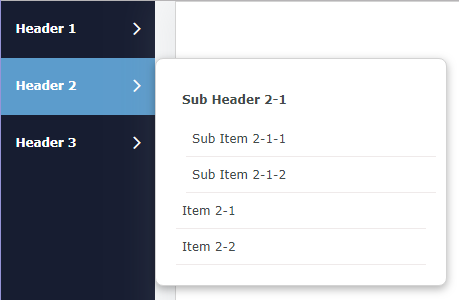 Header 1
Header 2
Header 3
Sub Header 2-1
Sub Item 2-1-1
Sub Item 2-1-2
Item 2-1
Item 2-2